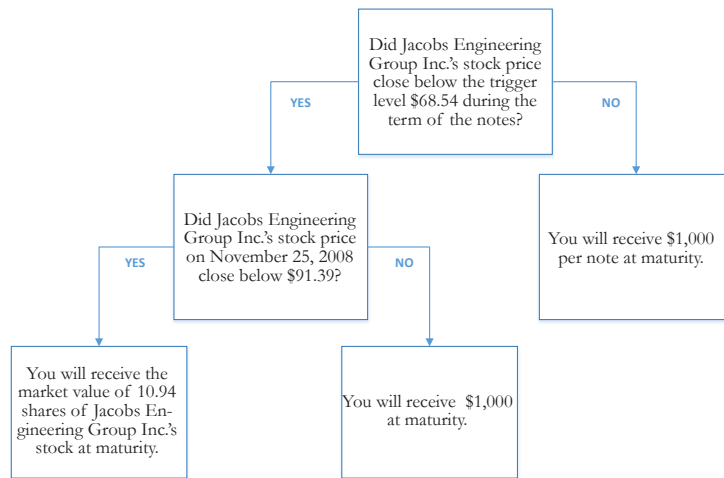 Did Jacobs Engineering
Group Inc.'s stock price
close below the trigger
level $68.54 during the
term of the notes?
YES
NO
Did Jacobs Engineering
Group Inc.'s stock price
on November 25, 2008
close below $91.39?
You will receive $1,000
per note at maturity.
YES
NO
You will receive the
market value of 10.94
shares of Jacobs En-
gineering Group Inc.'s
stock at maturity.
You will receive $1,000
at maturity.